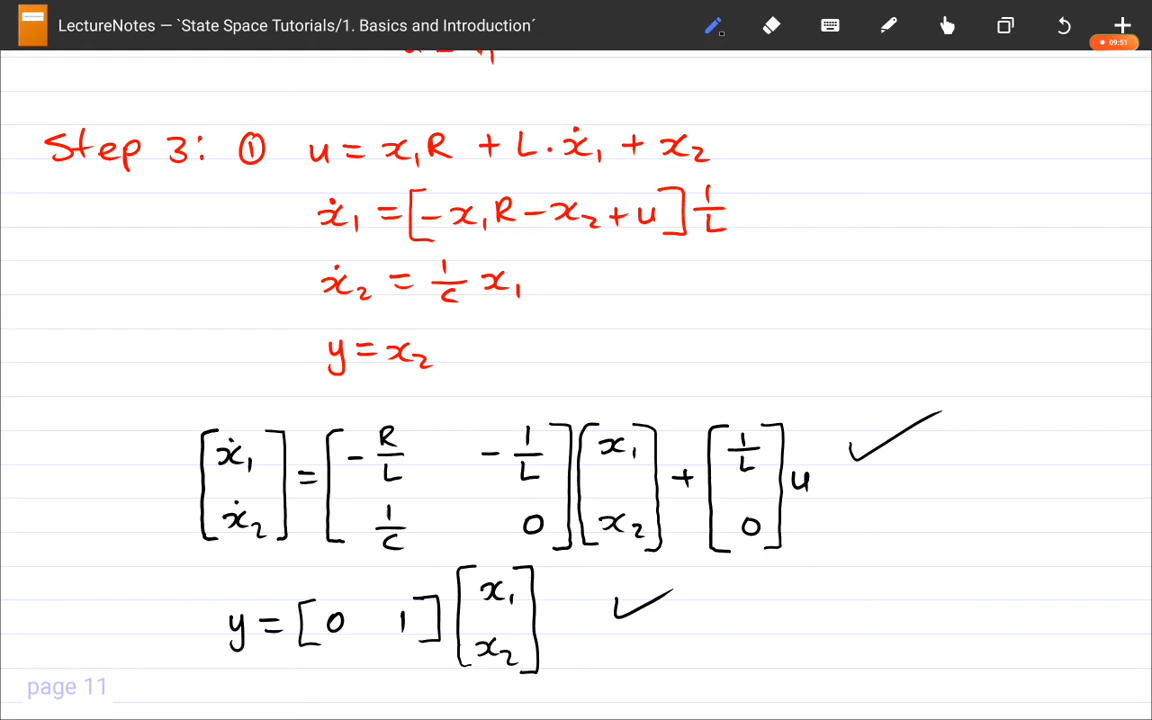 LectureNotes — `State Space Tutorials/1. Basics and Introduction´
09:51
Step 3: ① u = x₁R + L·ẋ₁ + x₂
ẋ₁ = [-x₁R - x₂ + u] 1/L
ẋ₂ = 1/C x₁
y = x₂
[ẋ₁; ẋ₂] = [-R/L -1/L; 1/C 0] [x₁; x₂] + [1/L; 0] u ✓
y = [0 1] [x₁; x₂] ✓
page 11